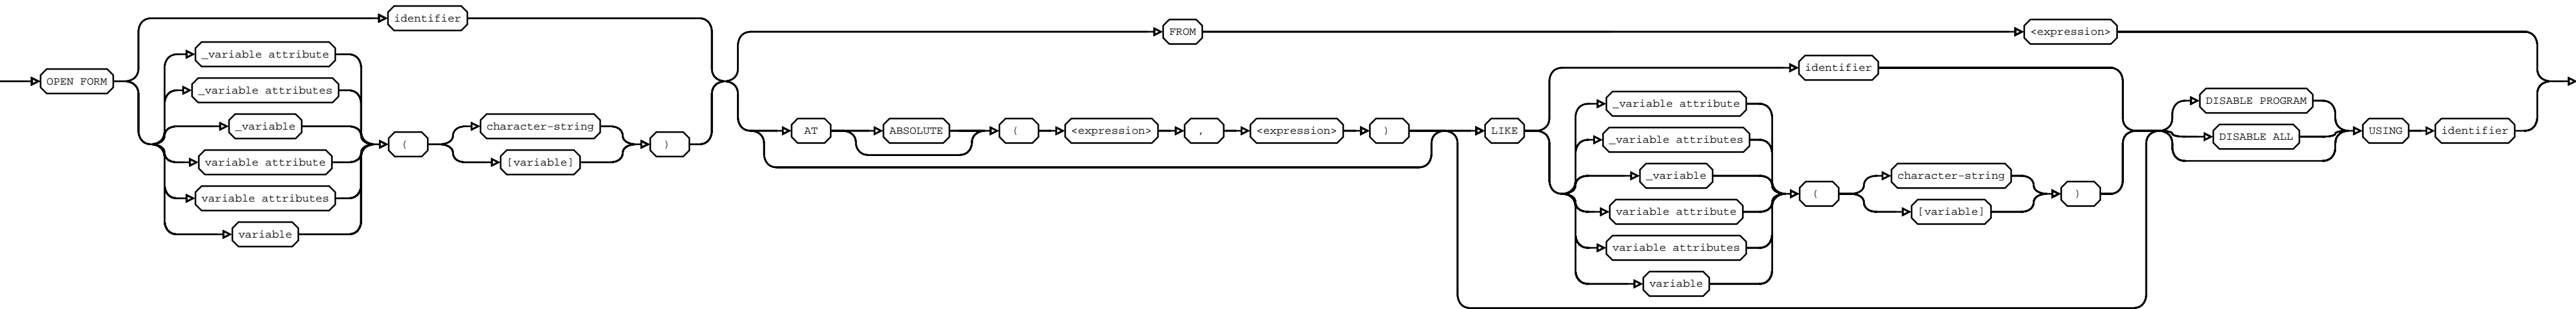 OPEN FORM
identifier
_variable attribute
_variable attributes
_variable
variable attribute
variable attributes
variable
(
character-string
[variable]
)
FROM
<expression>
AT
ABSOLUTE
(
<expression>
,
<expression>
)
LIKE
identifier
_variable attribute
_variable attributes
_variable
variable attribute
variable attributes
variable
(
character-string
[variable]
)
DISABLE PROGRAM
DISABLE ALL
USING
identifier